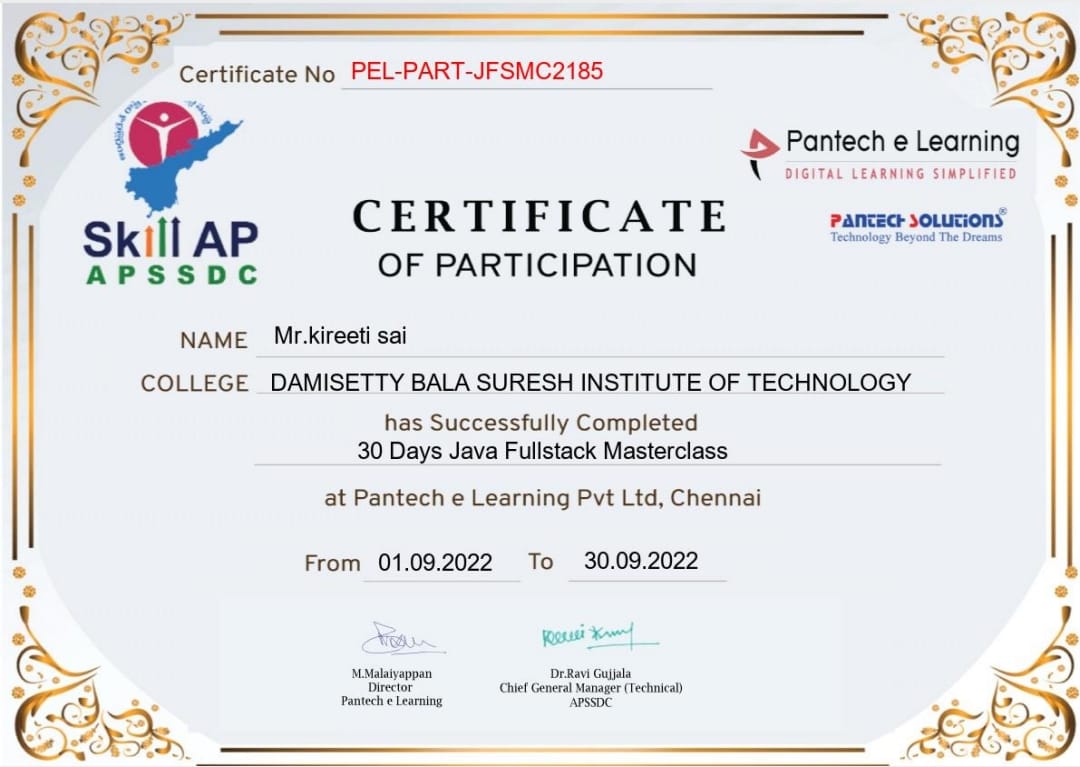 Certificate No PEL-PART-JFSMC2185
Pantech e Learning
DIGITAL LEARNING SIMPLIFIED
PANTECH SOLUTIONS®
Technology Beyond The Dreams
Skill AP
APSSDC
CERTIFICATE
OF PARTICIPATION
NAME Mr.kireeti sai
COLLEGE DAMISETTY BALA SURESH INSTITUTE OF TECHNOLOGY
has Successfully Completed
30 Days Java Fullstack Masterclass
at Pantech e Learning Pvt Ltd, Chennai
From 01.09.2022 To 30.09.2022
M.Malaiyappan
Director
Pantech e Learning
Dr.Ravi Gujjala
Chief General Manager (Technical)
APSSDC